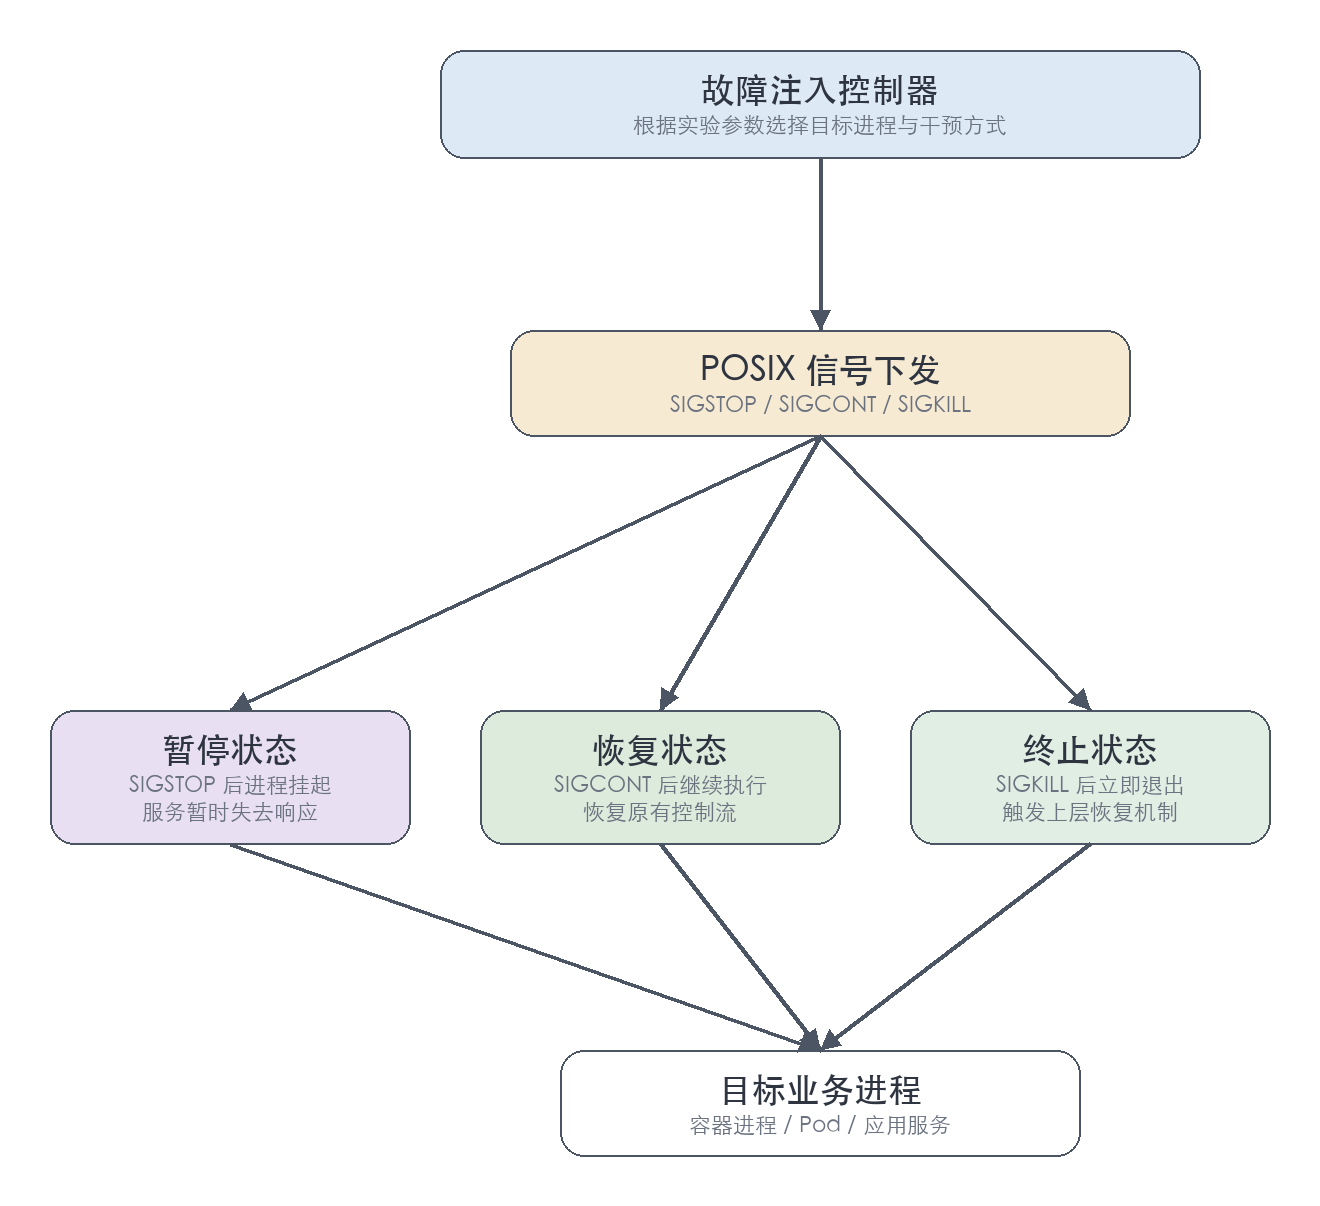 故障注入控制器
根据实验参数选择目标进程与干预方式
POSIX 信号下发
SIGSTOP / SIGCONT / SIGKILL
暂停状态
SIGSTOP 后进程挂起
服务暂时失去响应
恢复状态
SIGCONT 后继续执行
恢复原有控制流
终止状态
SIGKILL 后立即退出
触发上层恢复机制
目标业务进程
容器进程 / Pod / 应用服务